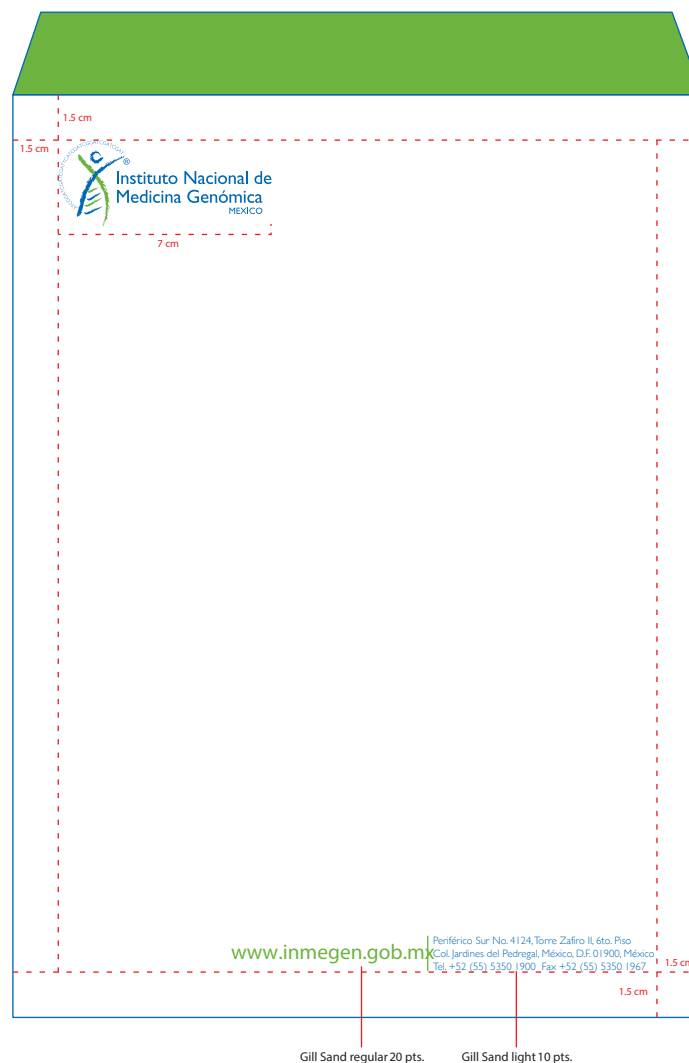 1.5 cm
1.5 cm
®
Instituto Nacional de
Medicina Genómica
MEXICO
7 cm
www.inmegen.gob.mx
Periférico Sur No. 4124, Torre Zafiro II, 6to. Piso
Col. Jardines del Pedregal, México, D.F. 01900, México
Tel. +52 (55) 5350 1900 Fax +52 (55) 5350 1967
1.5 cm
1.5 cm
Gill Sand regular 20 pts.
Gill Sand light 10 pts.